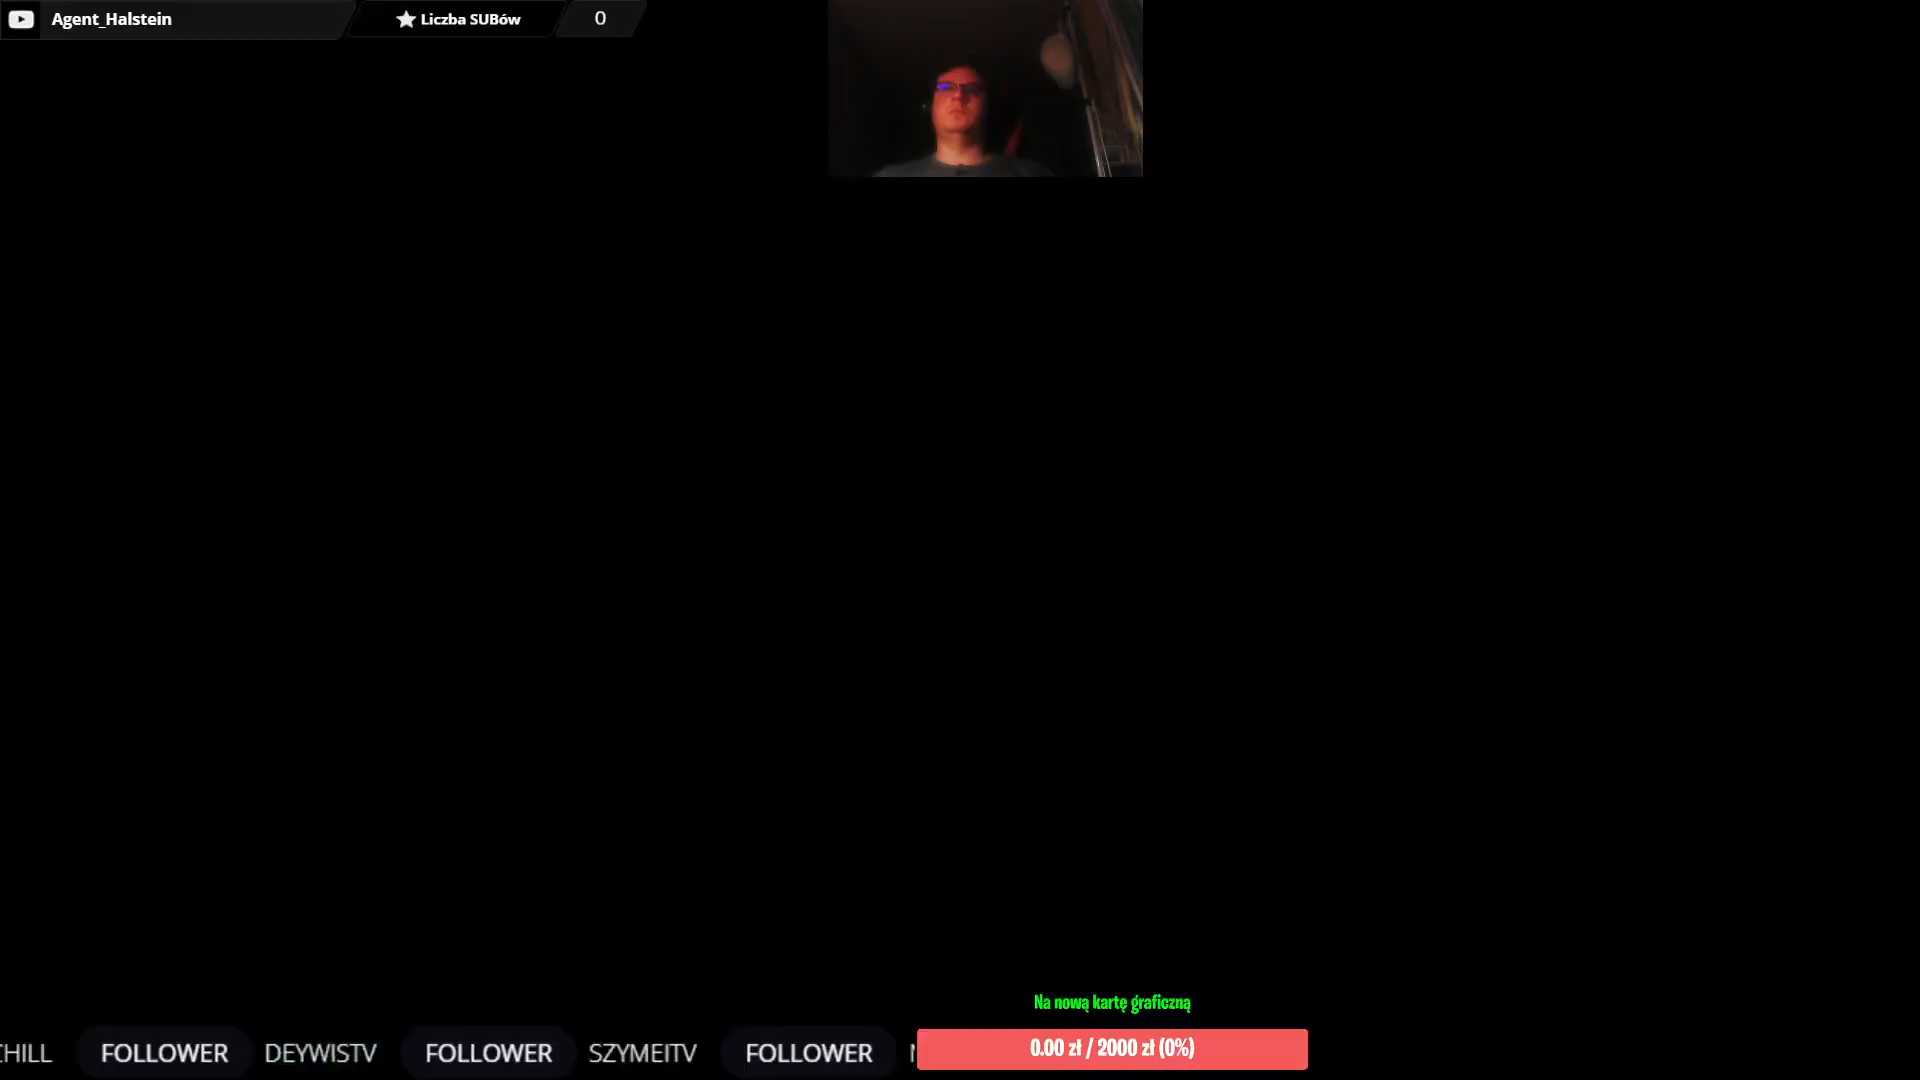 Agent_Halstein
Liczba SUBów
0
Na nową kartę graficzną
CHILL FOLLOWER DEYWISTV FOLLOWER SZYMEITV FOLLOWER
0.00 zł / 2000 zł (0%)